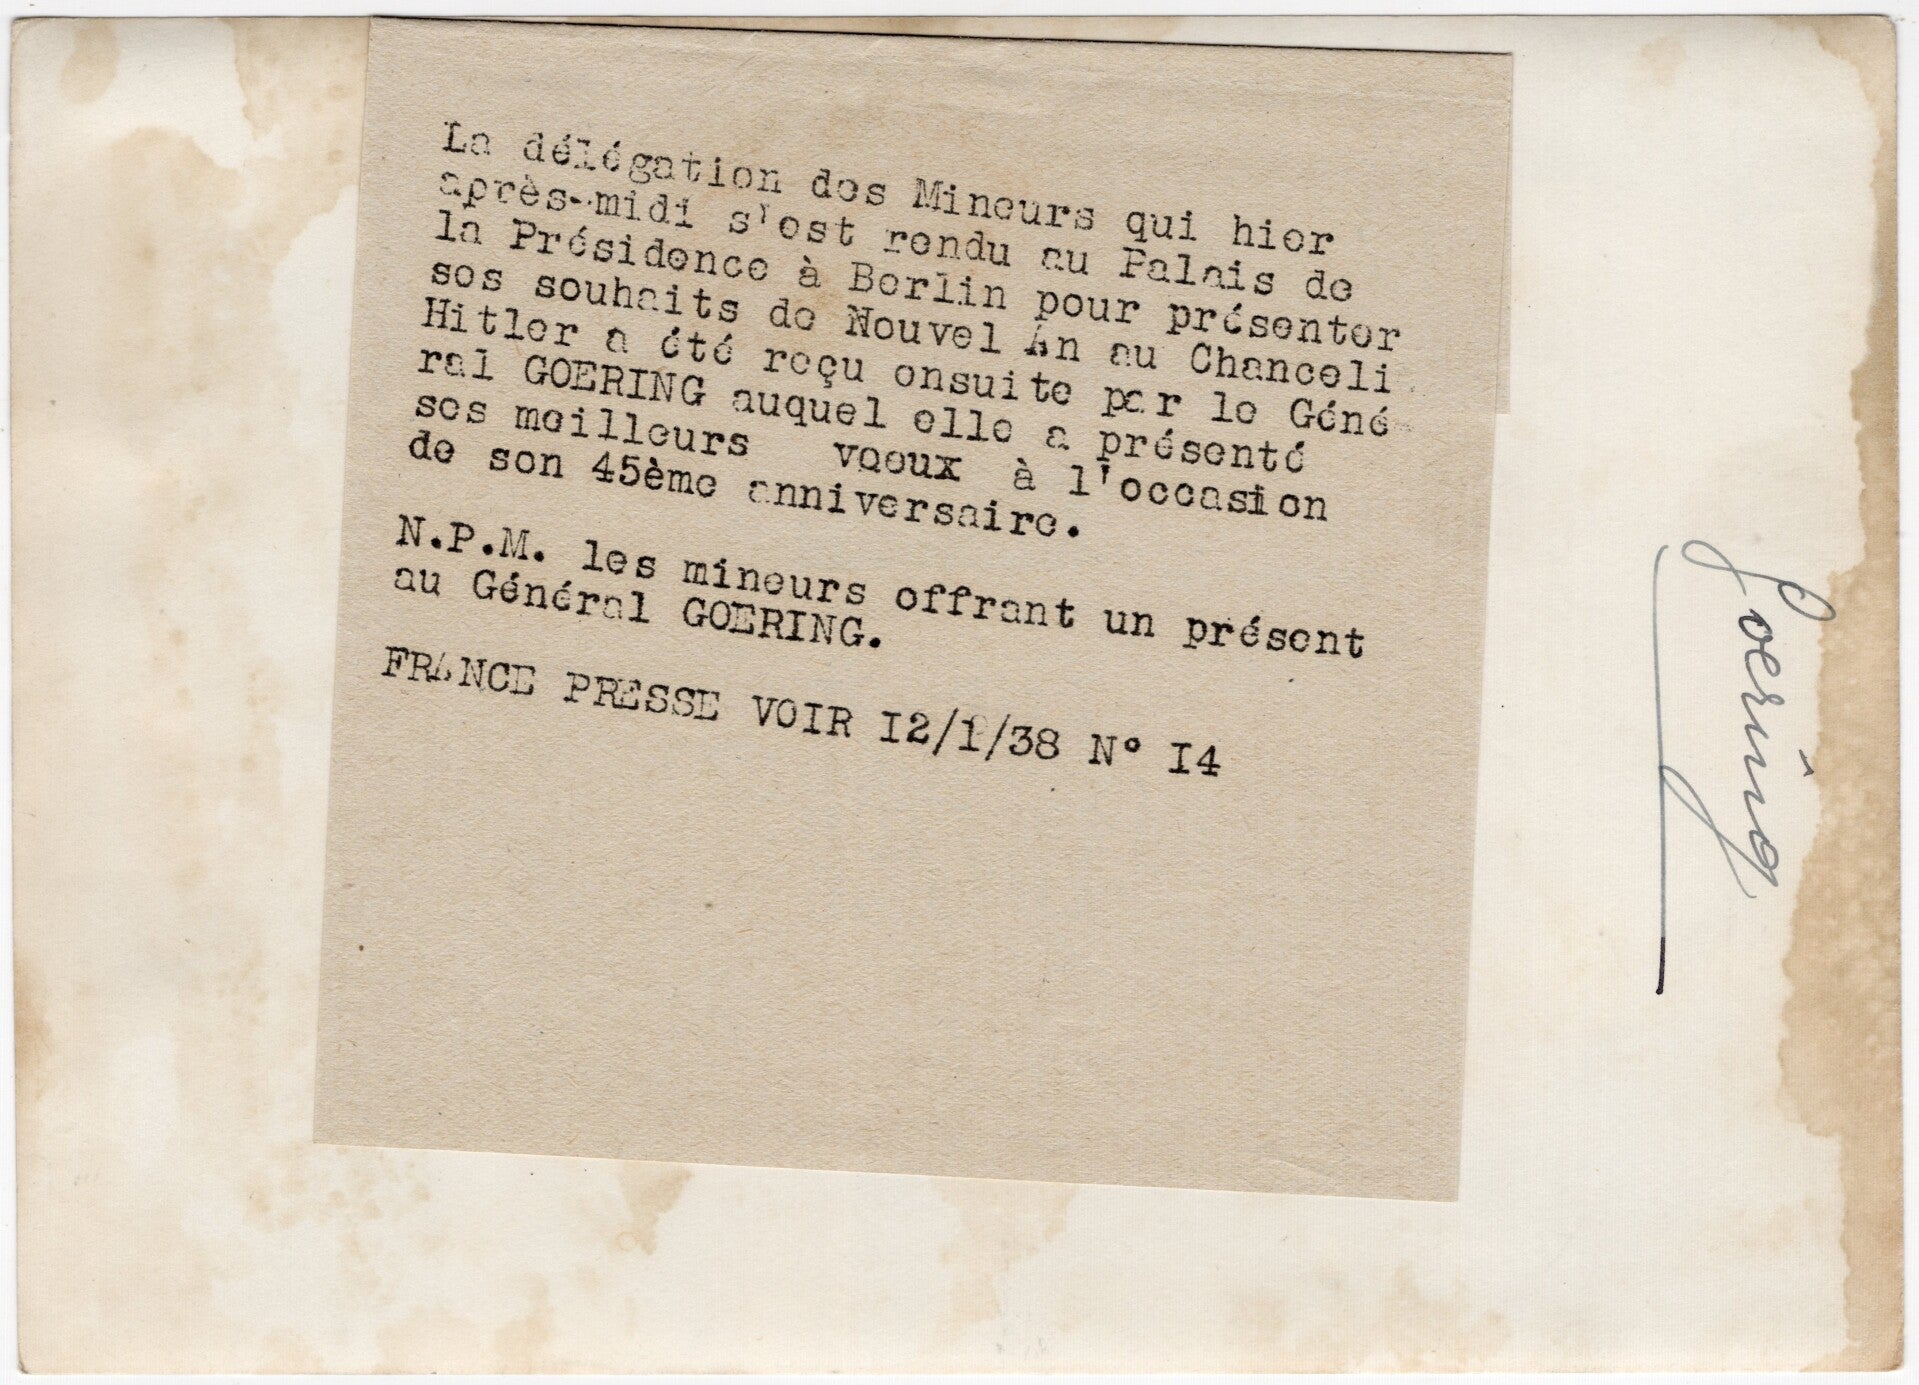 La délégation des Mineurs qui hier
après-midi s'est rendu au Palais de
la Présidence à Berlin pour présenter
ses souhaits de Nouvel An au Chanceli
Hitler a été reçu ensuite par le Géné-
ral GOERING auquel elle a présenté
ses meilleurs voeux à l'occasion
de son 45ème anniversaire.
N.P.M. les mineurs offrant un présent
au Général GOERING.
FRANCE PRESSE VOIR I2/1/38 N° I4
Goering